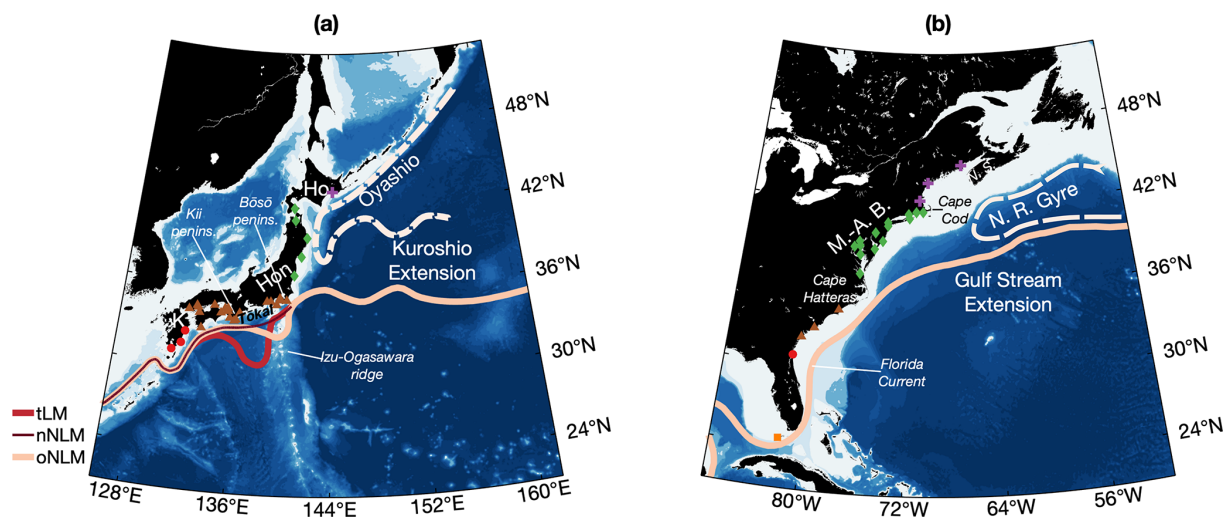 (a)
48°N
42°N
36°N
30°N
24°N
128°E
136°E
144°E
152°E
160°E
Ho.
Oyashio
Bōsō
penins.
Kii
penins.
Kuroshio
Extension
Hon.
Tōkai
K.
Izu-Ogasawara
ridge
tLM
nNLM
oNLM
(b)
48°N
42°N
36°N
30°N
24°N
80°W
72°W
64°W
56°W
N.S.
Cape
Cod
N. R. Gyre
M.-A. B.
Cape
Hatteras
Gulf Stream
Extension
Florida
Current